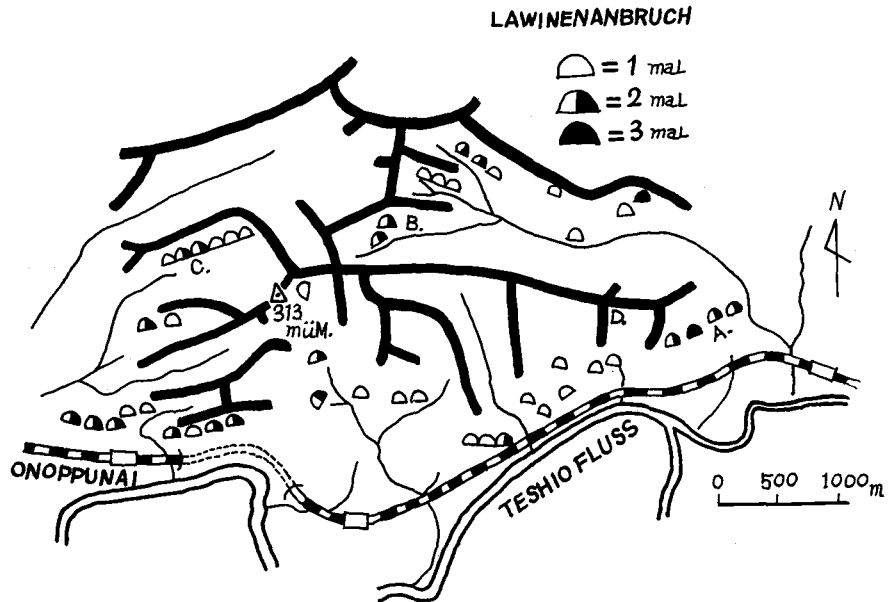 LAWINENANBRUCH
= 1 mal
= 2 mal
= 3 mal
N
B.
C.
313
müM.
D.
A-
ONOPPUNAI
TESHIO FLUSS
0 500 1000m